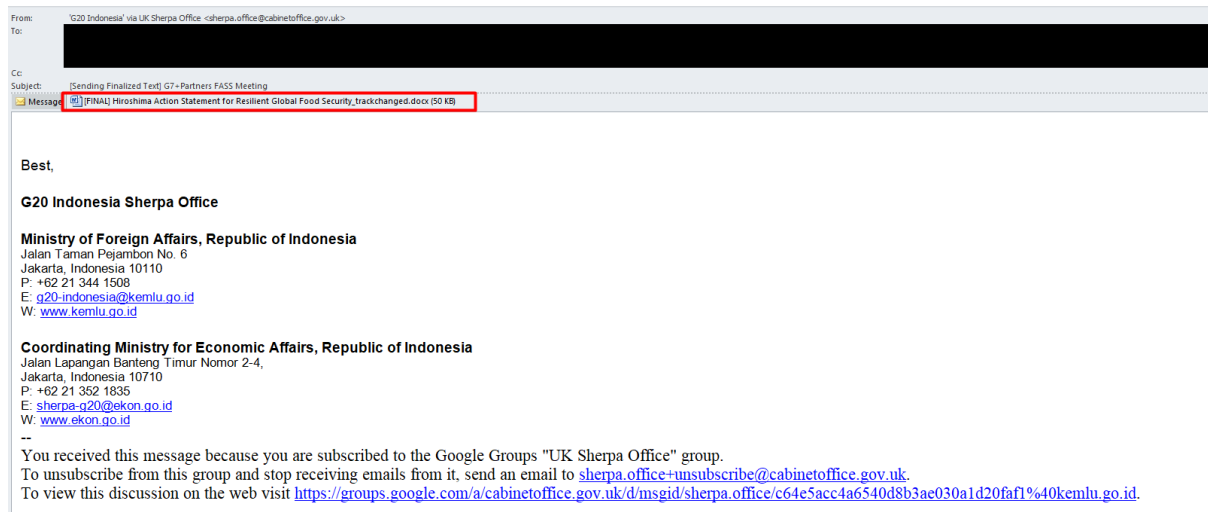 From: 'G20 Indonesia' via UK Sherpa Office <sherpa.office@cabinetoffice.gov.uk>
To:
Cc:
Subject: [Sending Finalized Text] G7+Partners FASS Meeting
Message [FINAL] Hiroshima Action Statement for Resilient Global Food Security_trackchanged.docx (50 KB)
Best,
G20 Indonesia Sherpa Office
Ministry of Foreign Affairs, Republic of Indonesia
Jalan Taman Pejambon No. 6
Jakarta, Indonesia 10110
P: +62 21 344 1508
E: g20-indonesia@kemlu.go.id
W: www.kemlu.go.id
Coordinating Ministry for Economic Affairs, Republic of Indonesia
Jalan Lapangan Banteng Timur Nomor 2-4,
Jakarta, Indonesia 10710
P: +62 21 352 1835
E: sherpa-g20@ekon.go.id
W: www.ekon.go.id
--
You received this message because you are subscribed to the Google Groups "UK Sherpa Office" group.
To unsubscribe from this group and stop receiving emails from it, send an email to sherpa.office+unsubscribe@cabinetoffice.gov.uk.
To view this discussion on the web visit https://groups.google.com/a/cabinetoffice.gov.uk/d/msgid/sherpa.office/c64e5acc4a6540d8b3ae030a1d20faf1%40kemlu.go.id.